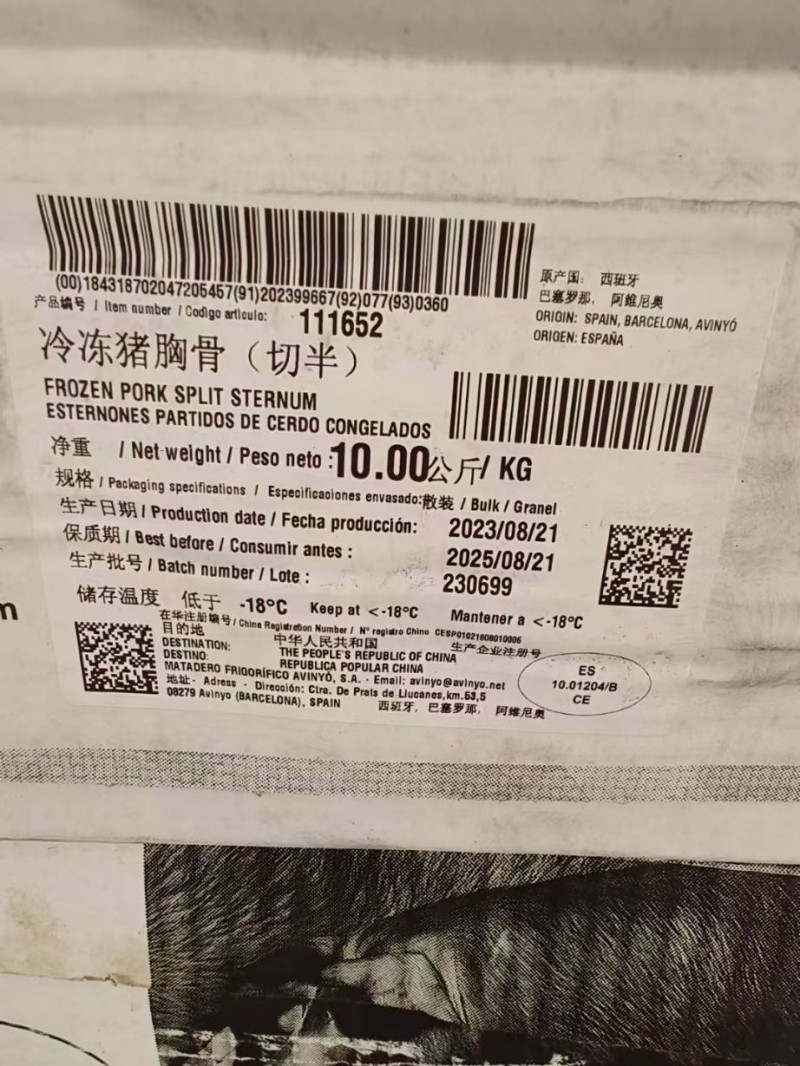 (00)184318702047205457(91)202399667(92)077(93)0360
原产国: 西班牙
巴塞罗那, 阿维尼奥
ORIGIN: SPAIN, BARCELONA, AVINYÓ
ORIGEN: ESPAÑA
产品编号 / Item number / Codigo articulo: 111652
冷冻猪胸骨（切半）
FROZEN PORK SPLIT STERNUM
ESTERNONES PARTIDOS DE CERDO CONGELADOS
净重 / Net weight / Peso neto :10.00公斤/ KG
规格 / Packaging specifications / Especificaciones envasado:散装 / Bulk / Granel
生产日期 / Production date / Fecha producción: 2023/08/21
保质期 / Best before / Consumir antes : 2025/08/21
生产批号 / Batch number / Lote : 230699
储存温度 低于 -18°C Keep at <-18°C Mantener a <-18°C
在华注册编号 / China Registration Number / Nº registro Chino CESP01021608010006
目的地 中华人民共和国 生产企业注册号
DESTINATION: THE PEOPLE'S REPUBLIC OF CHINA
DESTINO: REPUBLICA POPULAR CHINA
MATADERO FRIGORÍFICO AVINYÓ, S.A. - Email: avinyo@avinyo.net
地址- Adress - Dirección: Ctra. De Prats de Llucanes,km.53,5
08279 Avinyo (BARCELONA), SPAIN 西班牙, 巴塞罗那, 阿维尼奥
ES
10.01204/B
CE
m